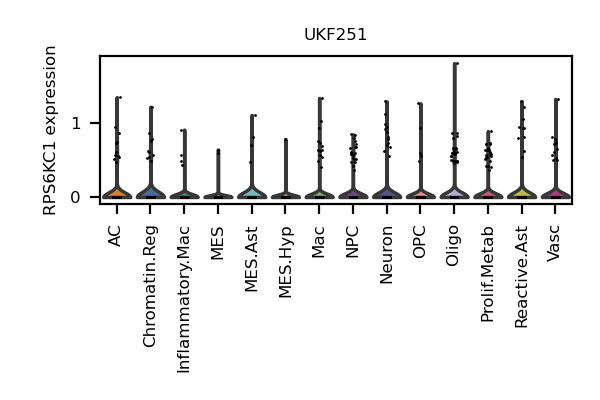 UKF251
RPS6KC1 expression
1
0
AC
Chromatin.Reg
Inflammatory.Mac
MES
MES.Ast
MES.Hyp
Mac
NPC
Neuron
OPC
Oligo
Prolif.Metab
Reactive.Ast
Vasc